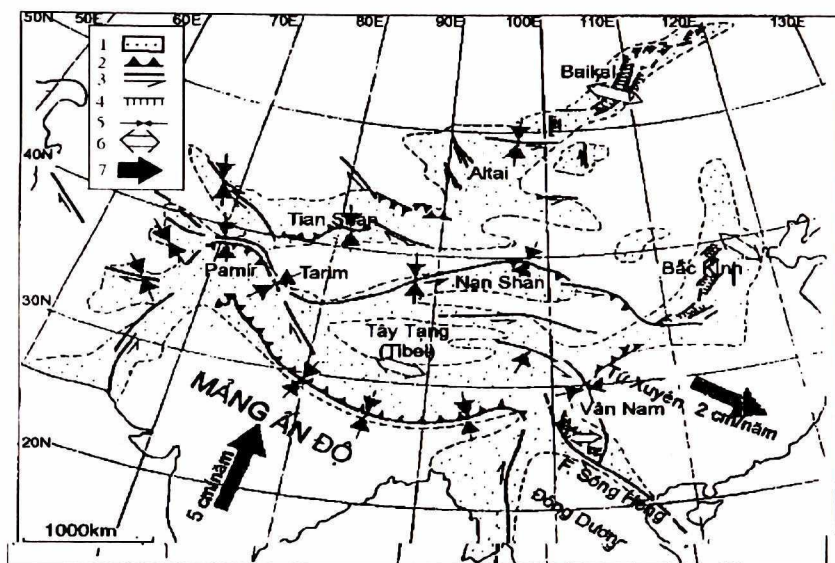 50N 50E 60E 70E 80E 90E 100E 110E 120E 130E
1
2
3
4
5
6
7
Baikal
40N
Altai
Tian Shan
Bắc Kinh
Pamir Tarim
Nan Shan
30N
Tây Tạng
(Tibet)
MẢNG ẤN ĐỘ
Tứ Xuyên
2 cm/năm
Vân Nam
20N
5 cm/năm
F. Sông Hồng
Đông Dương
1000km